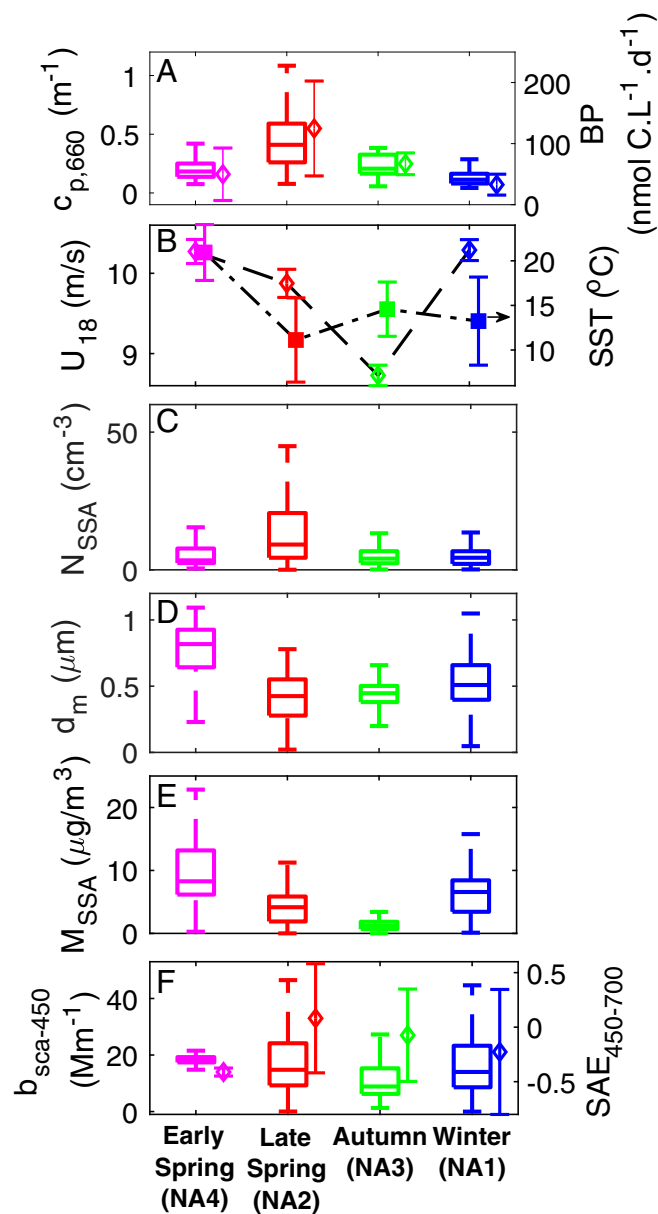 A
c_p,660 (m^-1)
1
0.5
0
200
100
0
BP
(nmol C.L^-1 .d^-1)
B
U_18 (m/s)
10
9
20
15
10
SST (ºC)
C
N_SSA (cm^-3)
50
0
D
d_m (μm)
1
0.5
0
E
M_SSA (μg/m^3)
20
10
0
F
b_sca-450
(Mm^-1)
40
20
0
0.5
0
-0.5
SAE_450-700
Early
Spring
(NA4)
Late
Spring
(NA2)
Autumn
(NA3)
Winter
(NA1)